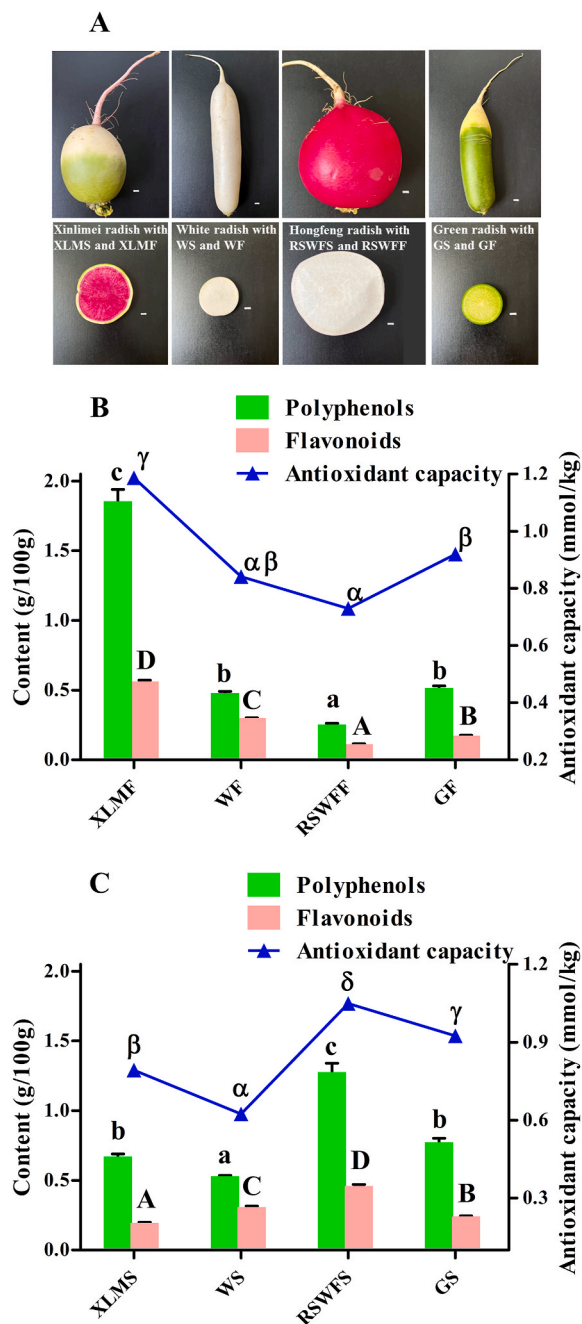 A
Xinlimei radish with
XLMS and XLMF
White radish with
WS and WF
Hongfeng radish with
RSWFS and RSWFF
Green radish with
GS and GF
B
Polyphenols
Flavonoids
Antioxidant capacity
Content (g/100g)
2.0
1.5
1.0
0.5
0.0
c
γ
D
b
C
α β
a
A
α
b
B
β
1.2
1.0
0.8
0.6
0.4
0.2
Antioxidant capacity (mmol/kg)
XLMF
WF
RSWFF
GF
C
Polyphenols
Flavonoids
Antioxidant capacity
Content (g/100g)
2.0
1.5
1.0
0.5
0.0
β
b
A
α
a
C
δ
c
D
γ
b
B
1.2
0.9
0.6
0.3
Antioxidant capacity (mmol/kg)
XLMS
WS
RSWFS
GS